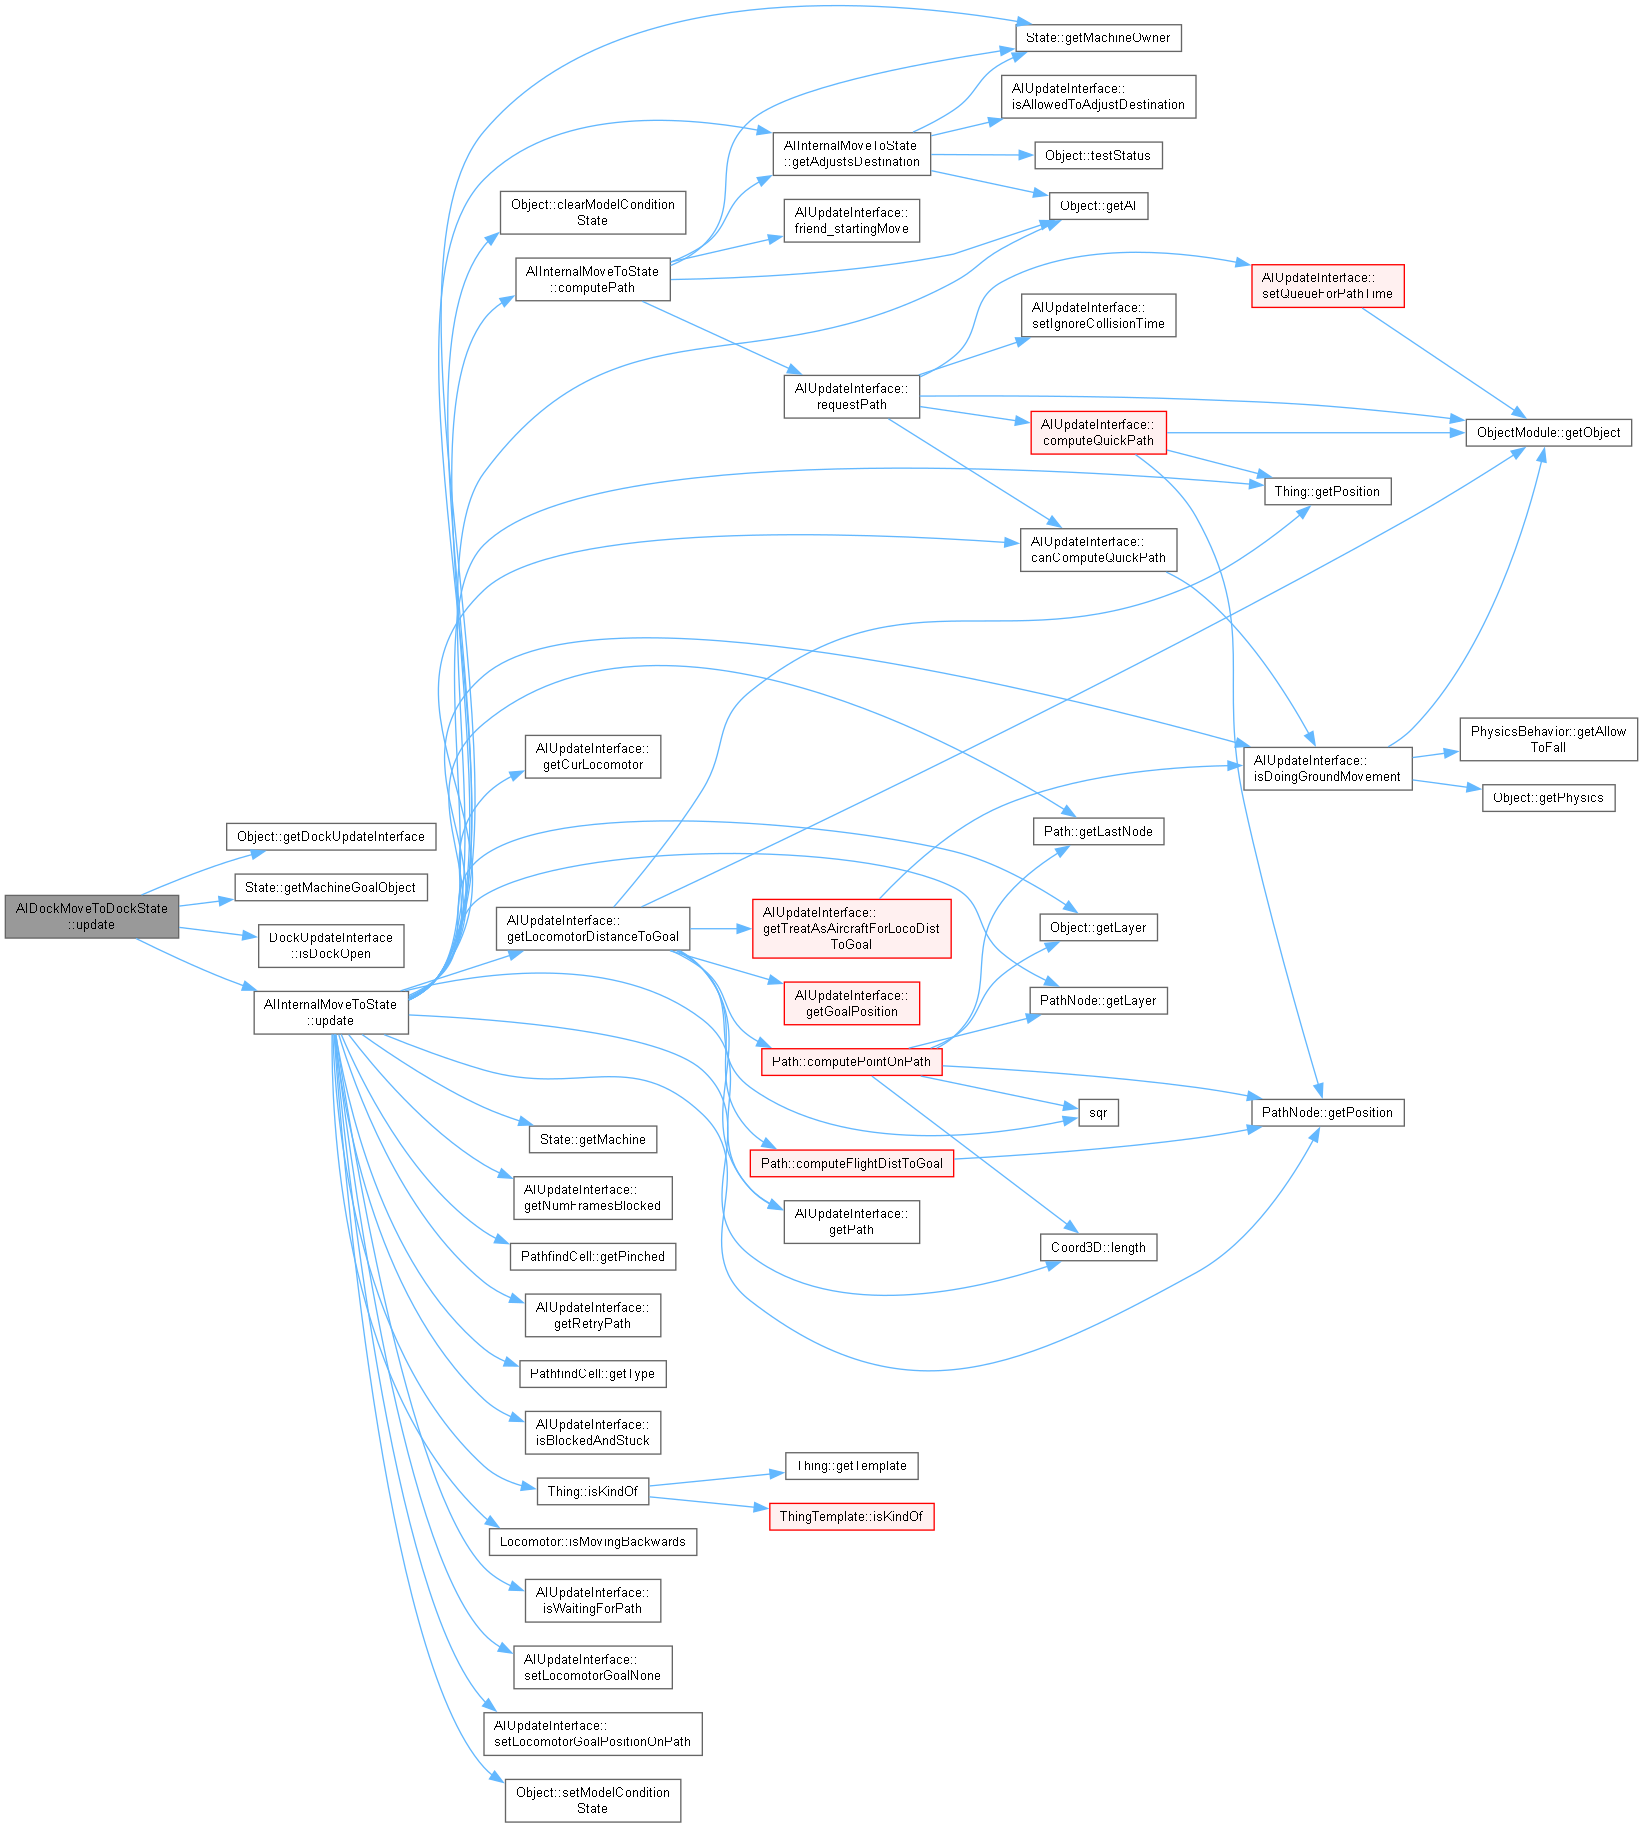 State::getMachineOwner
AIUpdateInterface::
isAllowedToAdjustDestination
AIInternalMoveToState
::getAdjustsDestination
Object::testStatus
Object::clearModelCondition
State
AIUpdateInterface::
friend_startingMove
Object::getAI
AIInternalMoveToState
::computePath
AIUpdateInterface::
setQueueForPathTime
AIUpdateInterface::
setIgnoreCollisionTime
AIUpdateInterface::
requestPath
AIUpdateInterface::
computeQuickPath
ObjectModule::getObject
Thing::getPosition
AIUpdateInterface::
canComputeQuickPath
AIUpdateInterface::
getCurLocomotor
PhysicsBehavior::getAllow
ToFall
AIUpdateInterface::
isDoingGroundMovement
Object::getPhysics
Path::getLastNode
Object::getDockUpdateInterface
State::getMachineGoalObject
AIDockMoveToDockState
::update
DockUpdateInterface
::isDockOpen
AIUpdateInterface::
getLocomotorDistanceToGoal
AIUpdateInterface::
getTreatAsAircraftForLocoDist
ToGoal
Object::getLayer
AIInternalMoveToState
::update
AIUpdateInterface::
getGoalPosition
PathNode::getLayer
Path::computePointOnPath
sqr
PathNode::getPosition
State::getMachine
Path::computeFlightDistToGoal
AIUpdateInterface::
getNumFramesBlocked
AIUpdateInterface::
getPath
Coord3D::length
PathfindCell::getPinched
AIUpdateInterface::
getRetryPath
PathfindCell::getType
AIUpdateInterface::
isBlockedAndStuck
Thing::getTemplate
Thing::isKindOf
ThingTemplate::isKindOf
Locomotor::isMovingBackwards
AIUpdateInterface::
isWaitingForPath
AIUpdateInterface::
setLocomotorGoalNone
AIUpdateInterface::
setLocomotorGoalPositionOnPath
Object::setModelCondition
State